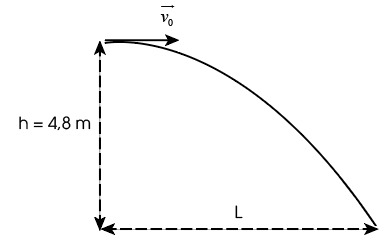 v₀
h = 4,8 m
L